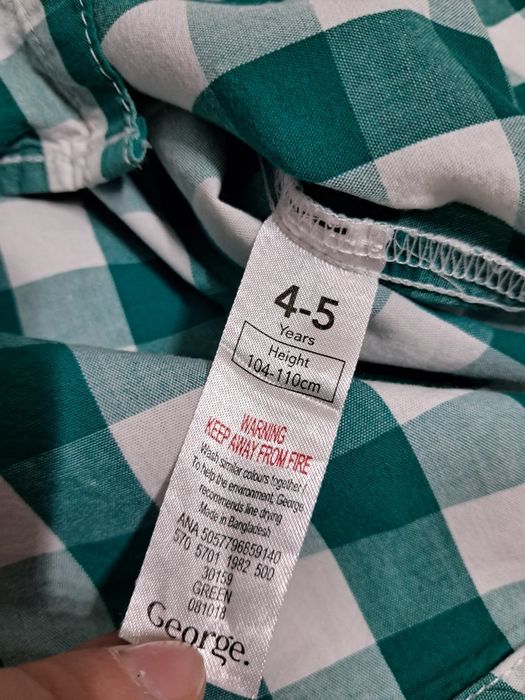 4-5
Years
Height
104-110cm
WARNING
KEEP AWAY FROM FIRE
Wash similar colours together /
To help the environment, George
recommends line drying
Made in Bangladesh
ANA 5057796859140
570 5701 1982 500
30159
GREEN
081018
George.